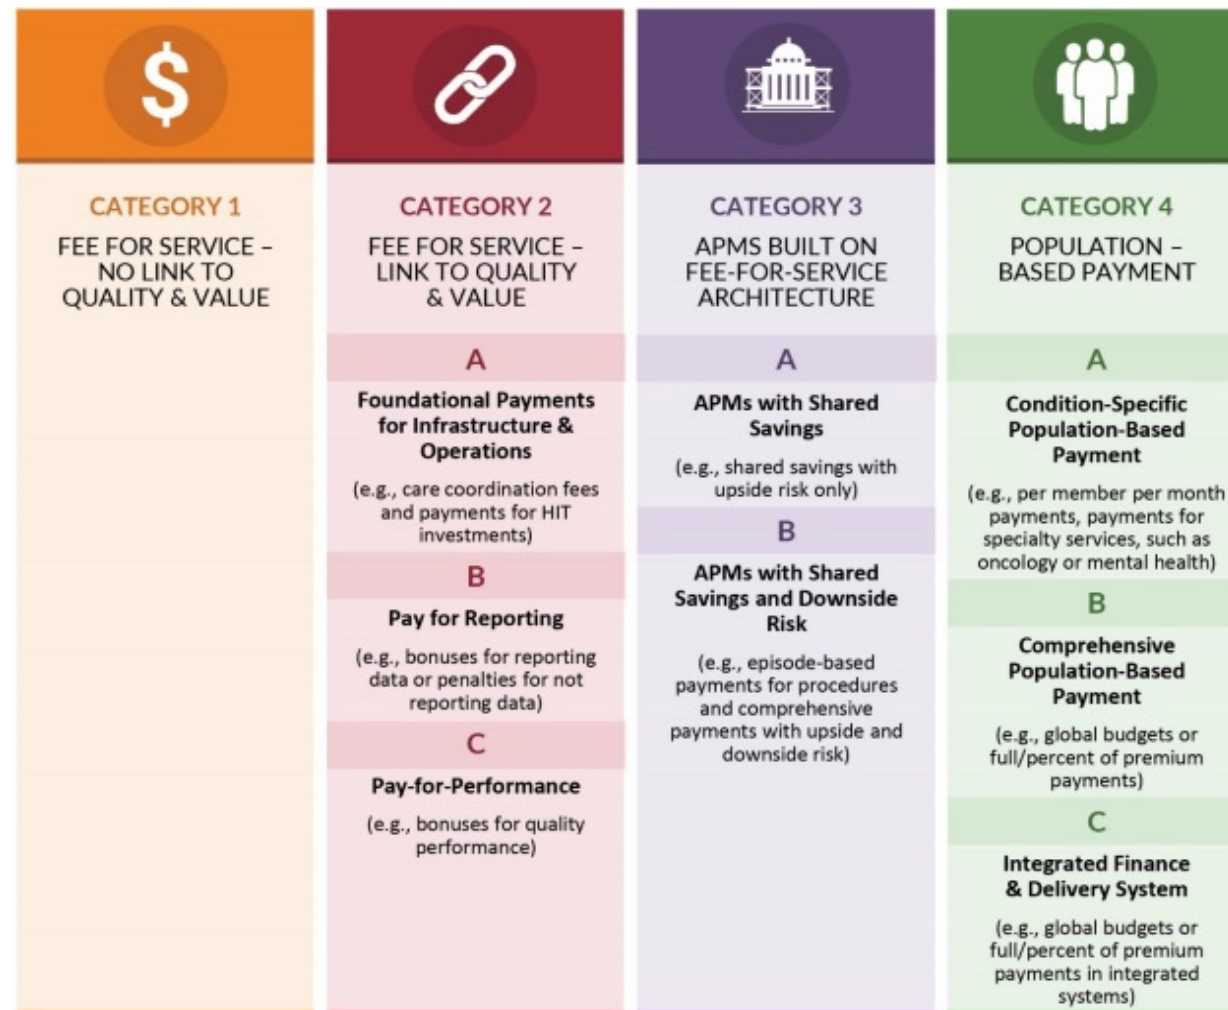 $
CATEGORY 1
FEE FOR SERVICE –
NO LINK TO
QUALITY & VALUE
CATEGORY 2
FEE FOR SERVICE –
LINK TO QUALITY
& VALUE
A
Foundational Payments
for Infrastructure &
Operations
(e.g., care coordination fees
and payments for HIT
investments)
B
Pay for Reporting
(e.g., bonuses for reporting
data or penalties for not
reporting data)
C
Pay-for-Performance
(e.g., bonuses for quality
performance)
CATEGORY 3
APMS BUILT ON
FEE-FOR-SERVICE
ARCHITECTURE
A
APMs with Shared
Savings
(e.g., shared savings with
upside risk only)
B
APMs with Shared
Savings and Downside
Risk
(e.g., episode-based
payments for procedures
and comprehensive
payments with upside and
downside risk)
CATEGORY 4
POPULATION –
BASED PAYMENT
A
Condition-Specific
Population-Based
Payment
(e.g., per member per month
payments, payments for
specialty services, such as
oncology or mental health)
B
Comprehensive
Population-Based
Payment
(e.g., global budgets or
full/percent of premium
payments)
C
Integrated Finance
& Delivery System
(e.g., global budgets or
full/percent of premium
payments in integrated
systems)